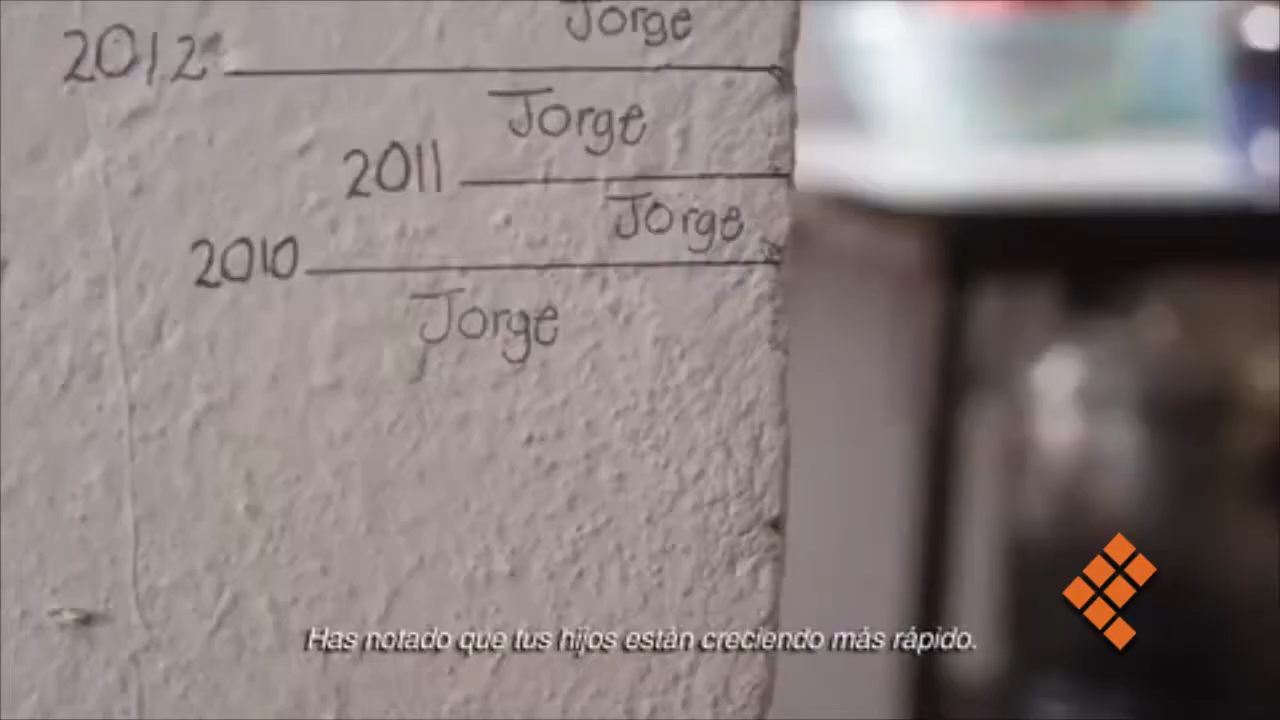 Jorge
2012
Jorge
2011
Jorge
2010
Jorge
Has notado que tus hijos están creciendo más rápido.